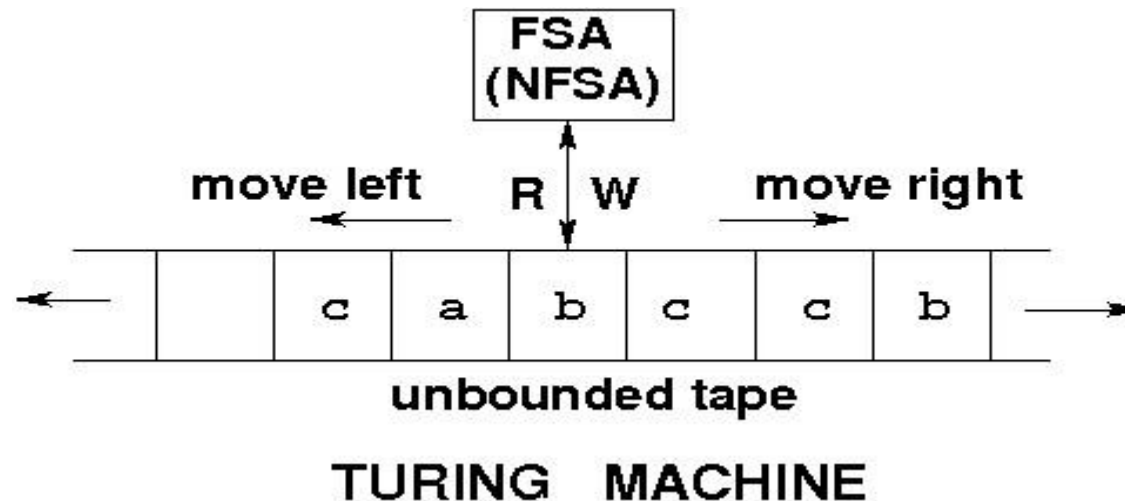 FSA
(NFSA)
move left R W move right
c a b c c b
unbounded tape
TURING MACHINE